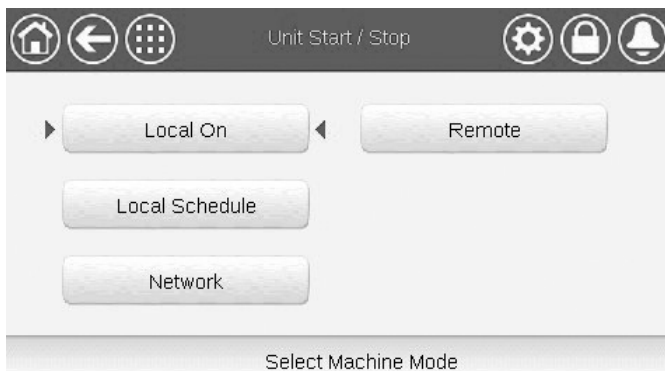 Unit Start / Stop
Local On
Remote
Local Schedule
Network
Select Machine Mode